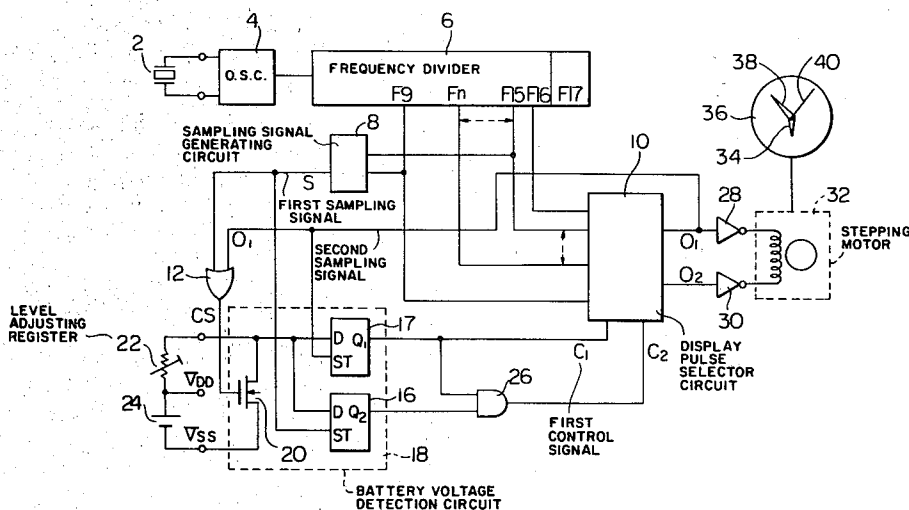 2
4
O.S.C.
6
FREQUENCY DIVIDER
F9
Fn
F15
F16
F17
38
40
36
34
SAMPLING SIGNAL
GENERATING
CIRCUIT
8
S
FIRST SAMPLING
SIGNAL
10
O1
SECOND
SAMPLING
SIGNAL
O1
28
32
STEPPING
MOTOR
O2
30
12
CS
LEVEL
ADJUSTING
REGISTER
22
VDD
24
VSS
17
D Q1
ST
16
D Q2
ST
20
18
26
C1
C2
DISPLAY
PULSE
SELECTOR
CIRCUIT
FIRST
CONTROL
SIGNAL
BATTERY VOLTAGE
DETECTION CIRCUIT